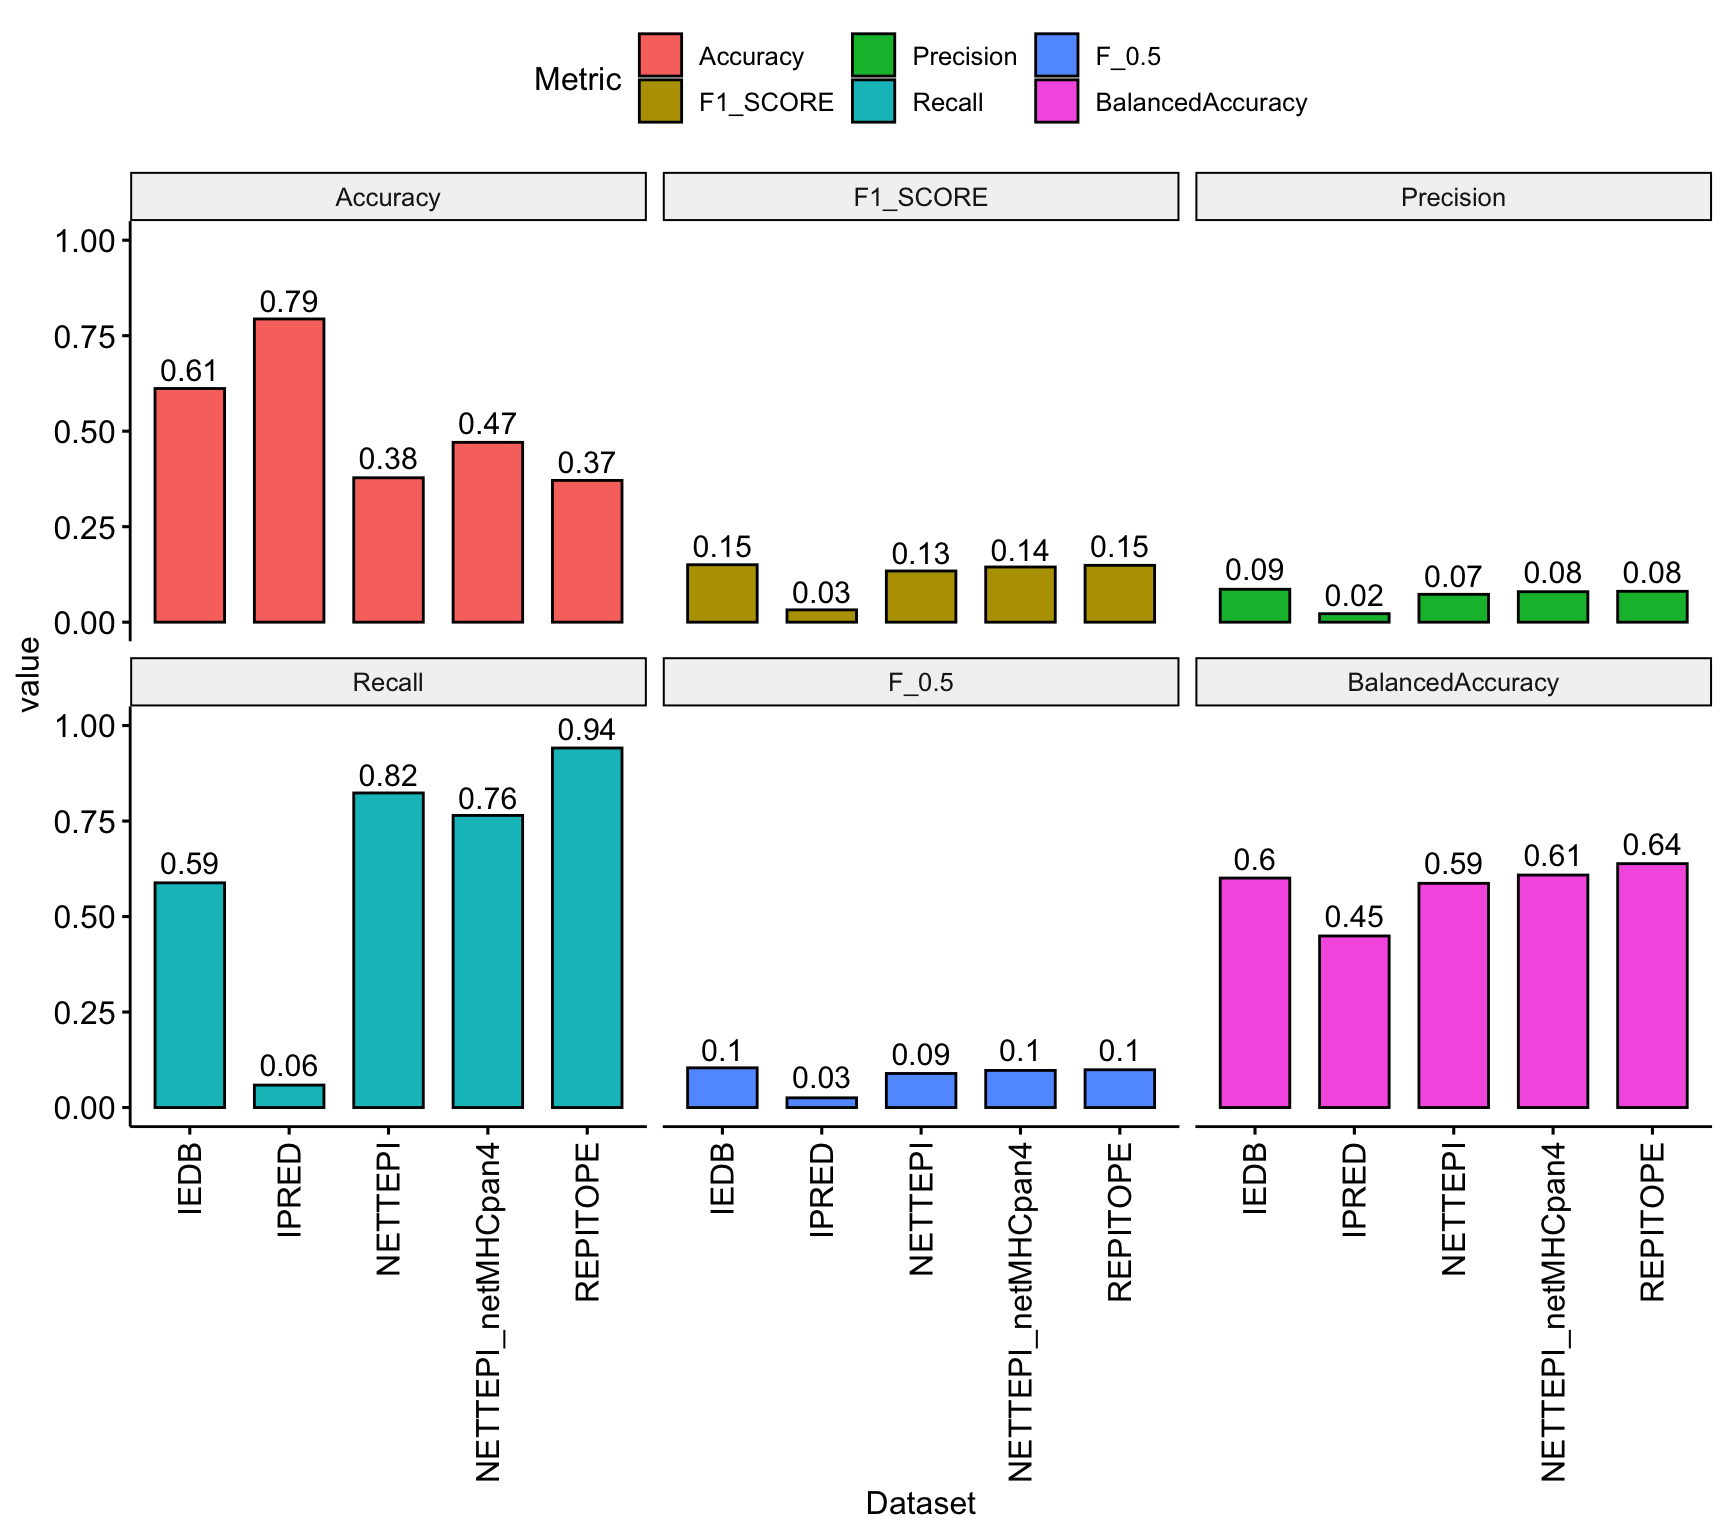 Metric
Accuracy
Precision
F_0.5
F1_SCORE
Recall
BalancedAccuracy
Accuracy
F1_SCORE
Precision
1.00
0.75
0.50
0.25
0.00
0.61
0.79
0.38
0.47
0.37
0.15
0.03
0.13
0.14
0.15
0.09
0.02
0.07
0.08
0.08
value
Recall
F_0.5
BalancedAccuracy
1.00
0.75
0.50
0.25
0.00
0.59
0.06
0.82
0.76
0.94
0.1
0.03
0.09
0.1
0.1
0.6
0.45
0.59
0.61
0.64
IEDB
IPRED
NETTEPI
NETTEPI_netMHCpan4
REPITOPE
IEDB
IPRED
NETTEPI
NETTEPI_netMHCpan4
REPITOPE
IEDB
IPRED
NETTEPI
NETTEPI_netMHCpan4
REPITOPE
Dataset